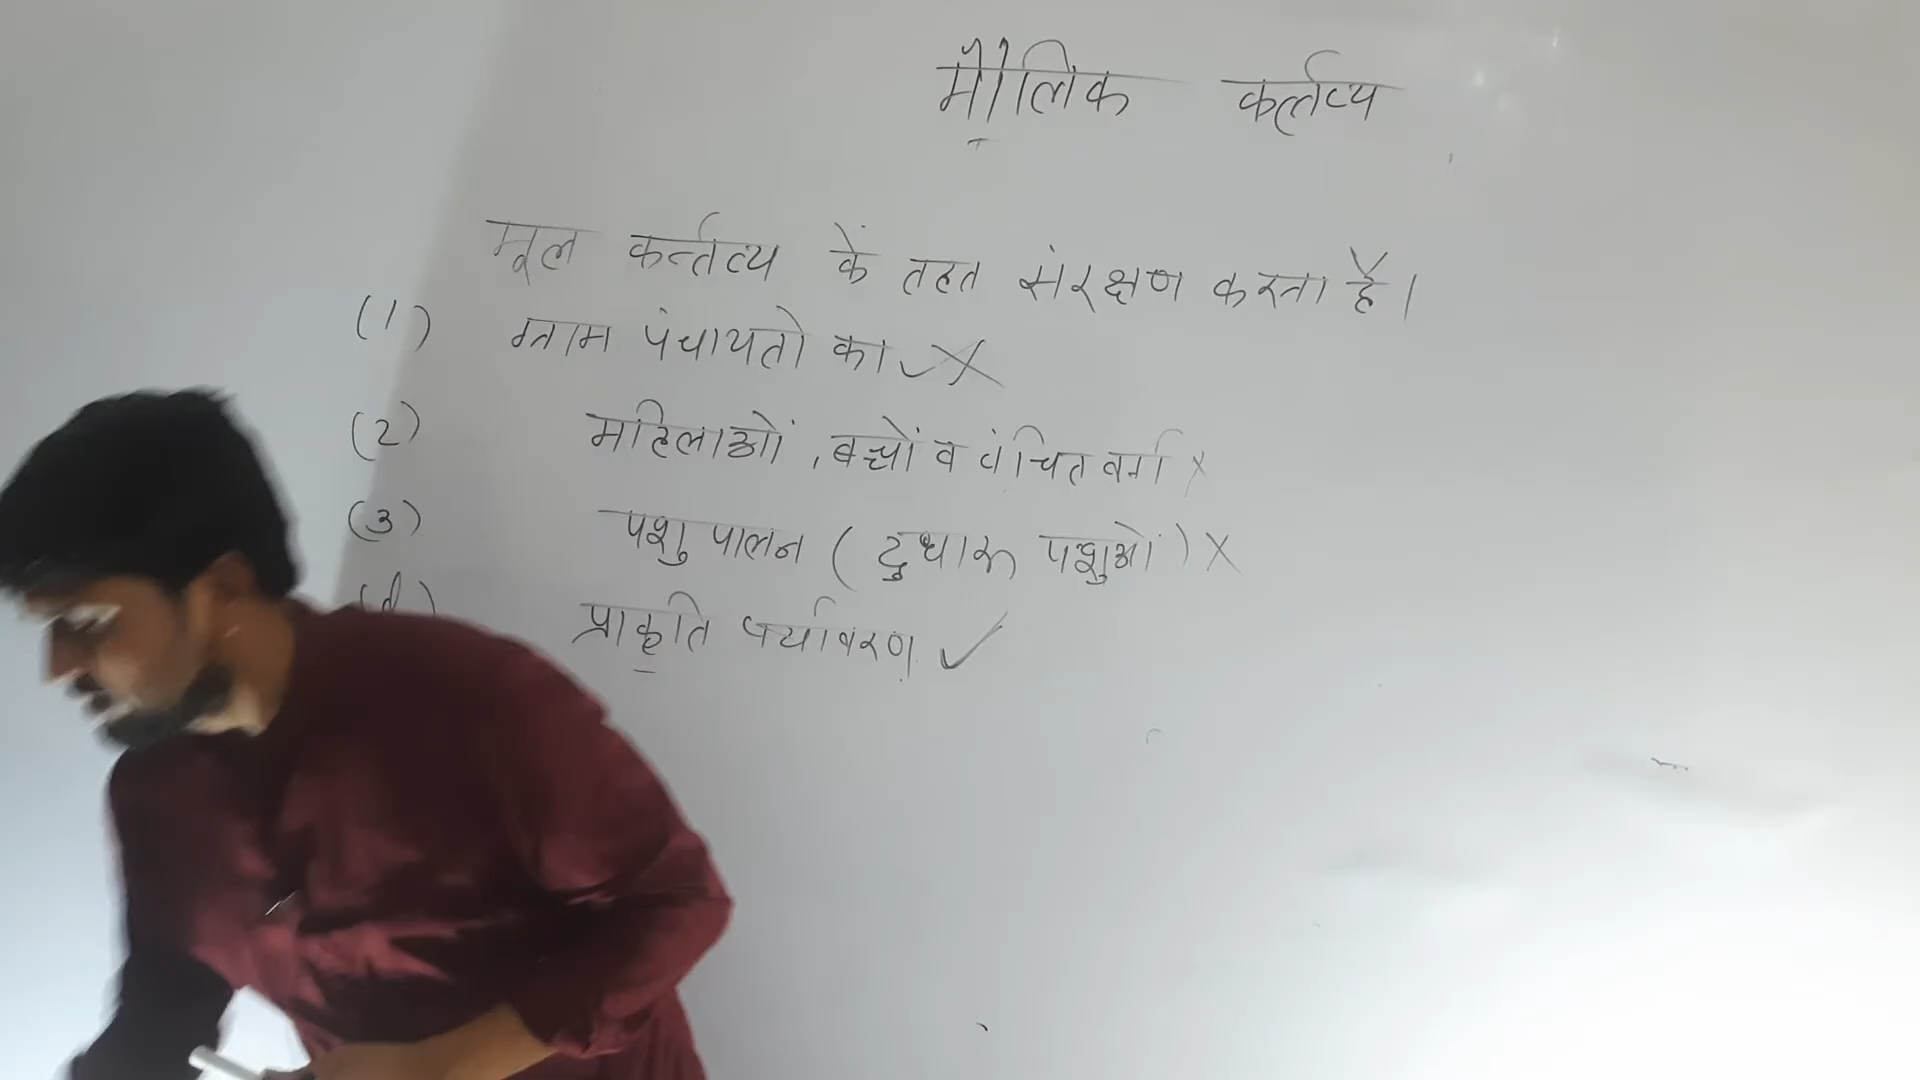 मौलिक कर्त्तव्य
मूल कर्न्तव्य कें तहत संरक्षण करता है।
(1) ग्राम पंचायतो का ✓ X
(2) महिलाओं , बच्चों व वंचित वर्ग X
(3) पशु पालन ( दुधारू पशुओं ) X
(4) प्राकृति पर्यावरण ✓